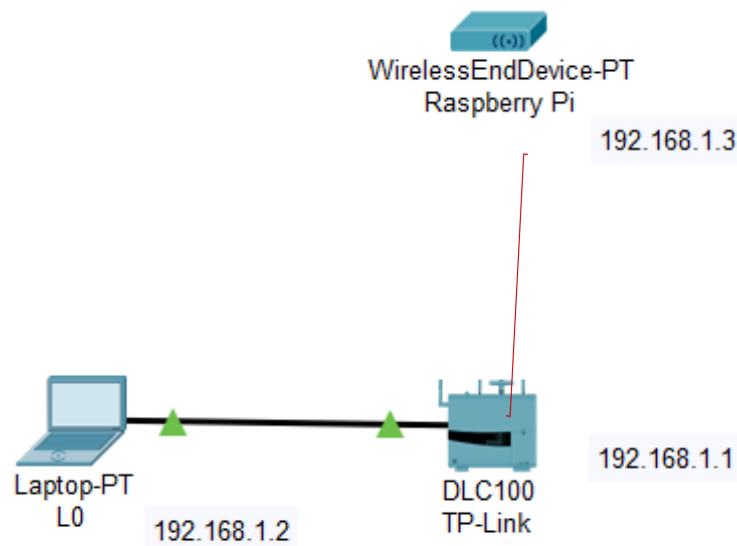 WirelessEndDevice-PT
Raspberry Pi
192.168.1.3
Laptop-PT
L0
192.168.1.2
DLC100
TP-Link
192.168.1.1